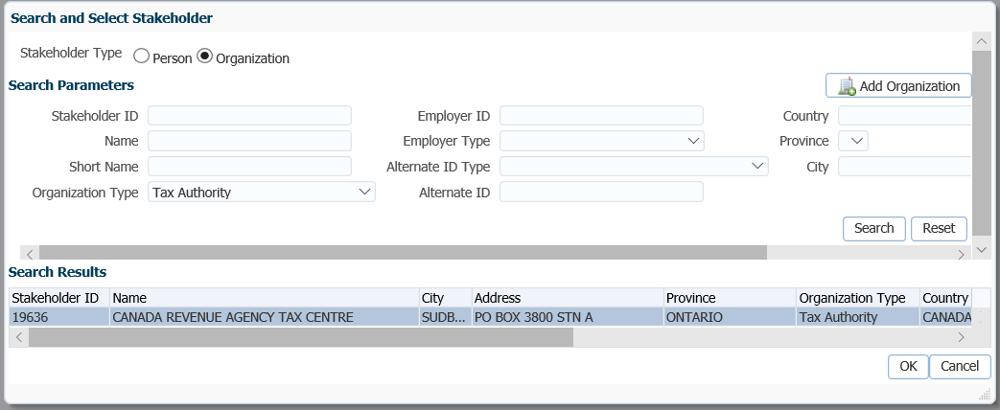 Search and Select Stakeholder
Stakeholder Type Person Organization
Search Parameters Add Organization
Stakeholder ID Employer ID Country
Name Employer Type Province
Short Name Alternate ID Type City
Organization Type Tax Authority Alternate ID
Search Reset
Search Results
Stakeholder ID Name City Address Province Organization Type Country
19636 CANADA REVENUE AGENCY TAX CENTRE SUDB... PO BOX 3800 STN A ONTARIO Tax Authority CANADA
OK Cancel